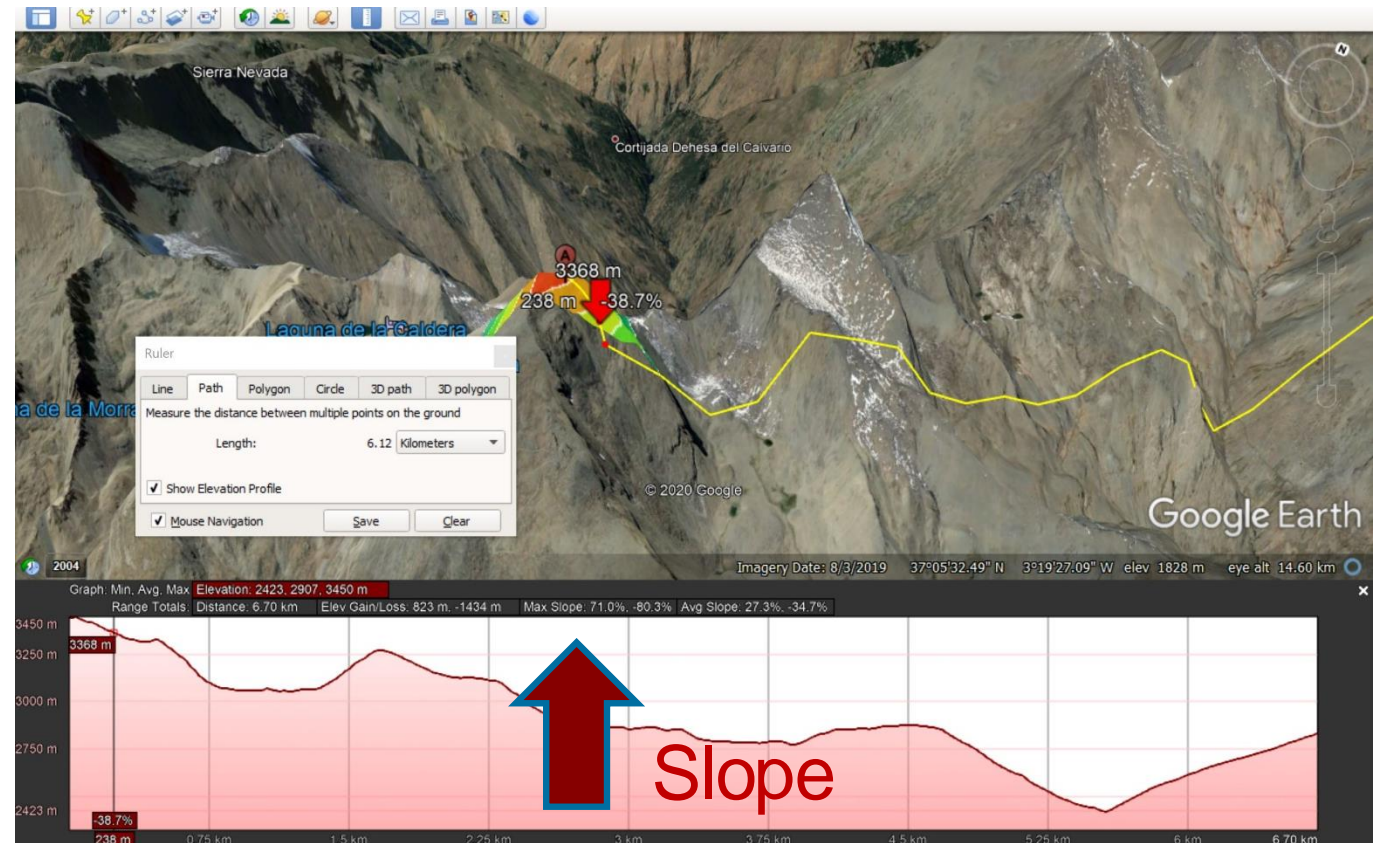 N
Sierra Nevada
Cortijada Dehesa del Calvario
A
3368 m
238 m -38.7%
Laguna de la Caldera
Ruler
Line Path Polygon Circle 3D path 3D polygon
a de la Morra
Measure the distance between multiple points on the ground
Length: 6.12 Kilometers
Show Elevation Profile
© 2020 Google
Mouse Navigation Save Clear
Google Earth
2004
Imagery Date: 8/3/2019 37°05'32.49" N 3°19'27.09" W elev 1828 m eye alt 14.60 km
Graph: Min, Avg, Max Elevation: 2423, 2907, 3450 m
Range Totals: Distance: 6.70 km Elev Gain/Loss: 823 m, -1434 m Max Slope: 71.0%, -80.3% Avg Slope: 27.3%, -34.7%
3450 m
3368 m
3250 m
3000 m
2750 m
Slope
2423 m
-38.7%
238 m 0.75 km 1.5 km 2.25 km 3 km 3.75 km 4.5 km 5.25 km 6 km 6.70 km